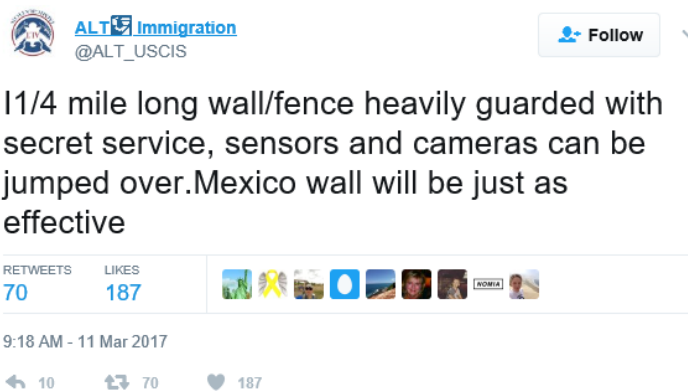 ALT Immigration
@ALT_USCIS
Follow
I1/4 mile long wall/fence heavily guarded with
secret service, sensors and cameras can be
jumped over.Mexico wall will be just as
effective
RETWEETS LIKES
70 187
NOMIA
9:18 AM - 11 Mar 2017
10 70 187